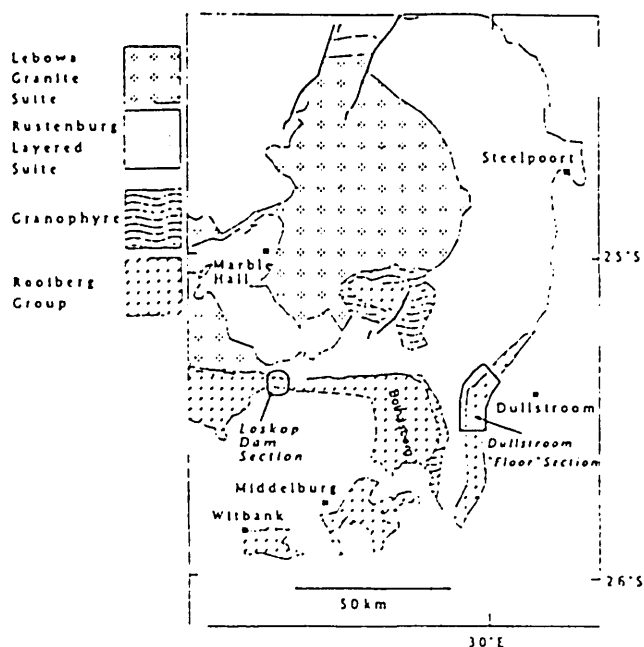 Lebowa
Granite
Suite
Rustenburg
Layered
Suite
Granophyre
Rooiberg
Group
Steelpoort
25°S
Marble
Hall
Loskop
Dam
Section
Dullstroom
Dullstroom
"Floor" Section
Middelburg
Witbank
50km
26°S
30°E